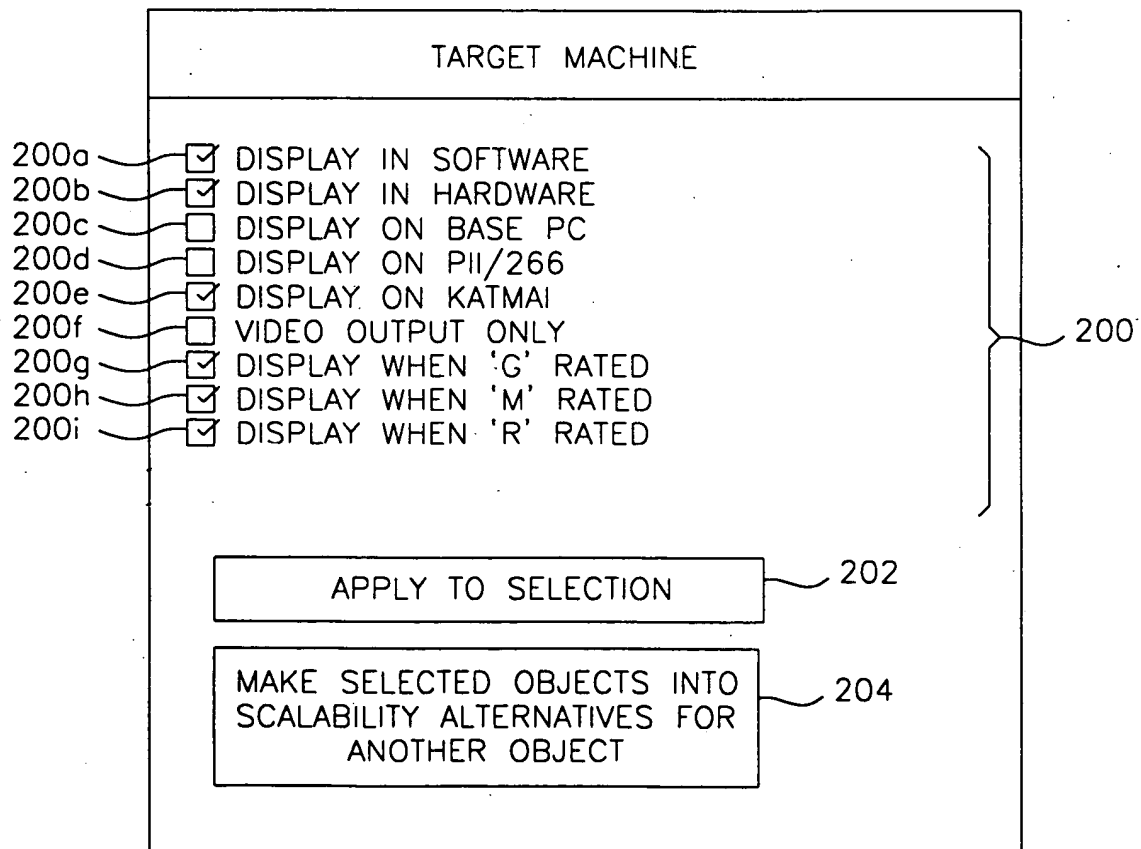 TARGET MACHINE
200a DISPLAY IN SOFTWARE
200b DISPLAY IN HARDWARE
200c DISPLAY ON BASE PC
200d DISPLAY ON PII/266
200e DISPLAY ON KATMAI
200f VIDEO OUTPUT ONLY
200g DISPLAY WHEN 'G' RATED
200h DISPLAY WHEN 'M' RATED
200i DISPLAY WHEN 'R' RATED
200
APPLY TO SELECTION
202
MAKE SELECTED OBJECTS INTO
SCALABILITY ALTERNATIVES FOR
ANOTHER OBJECT
204